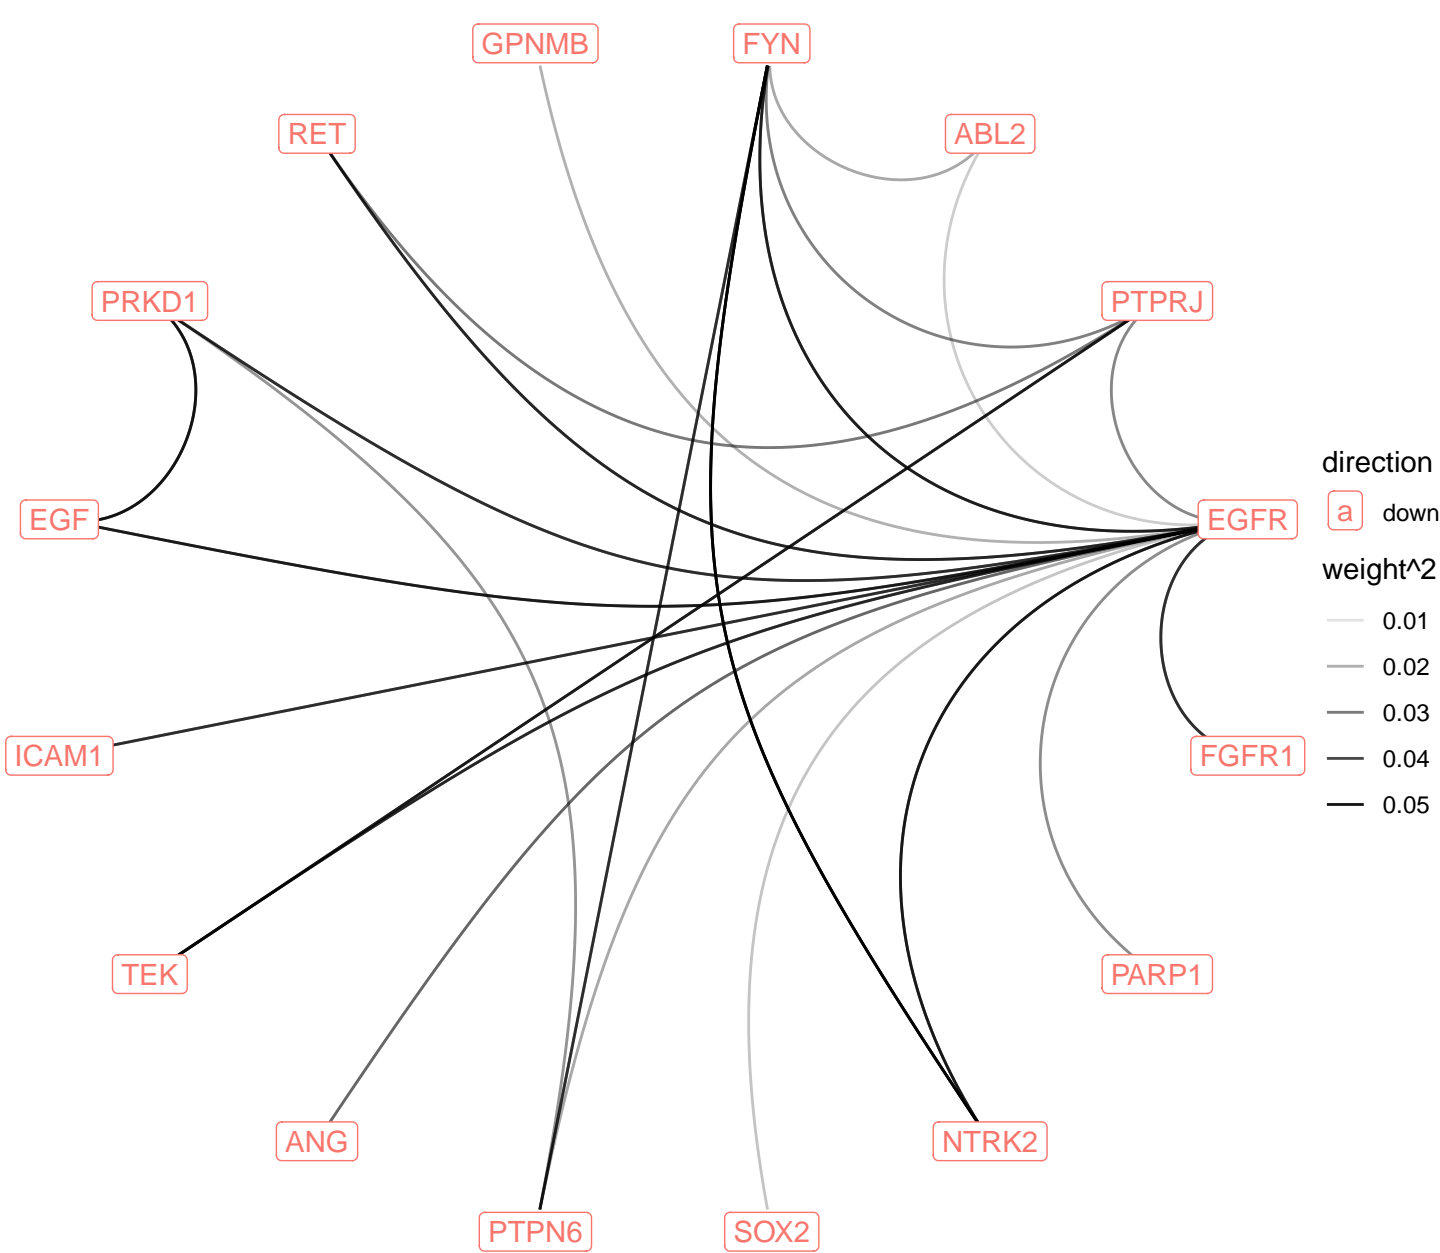 GPNMB
FYN
RET
ABL2
PRKD1
PTPRJ
EGF
EGFR
ICAM1
FGFR1
TEK
PARP1
ANG
NTRK2
PTPN6
SOX2
direction
a down
weight^2
0.01
0.02
0.03
0.04
0.05